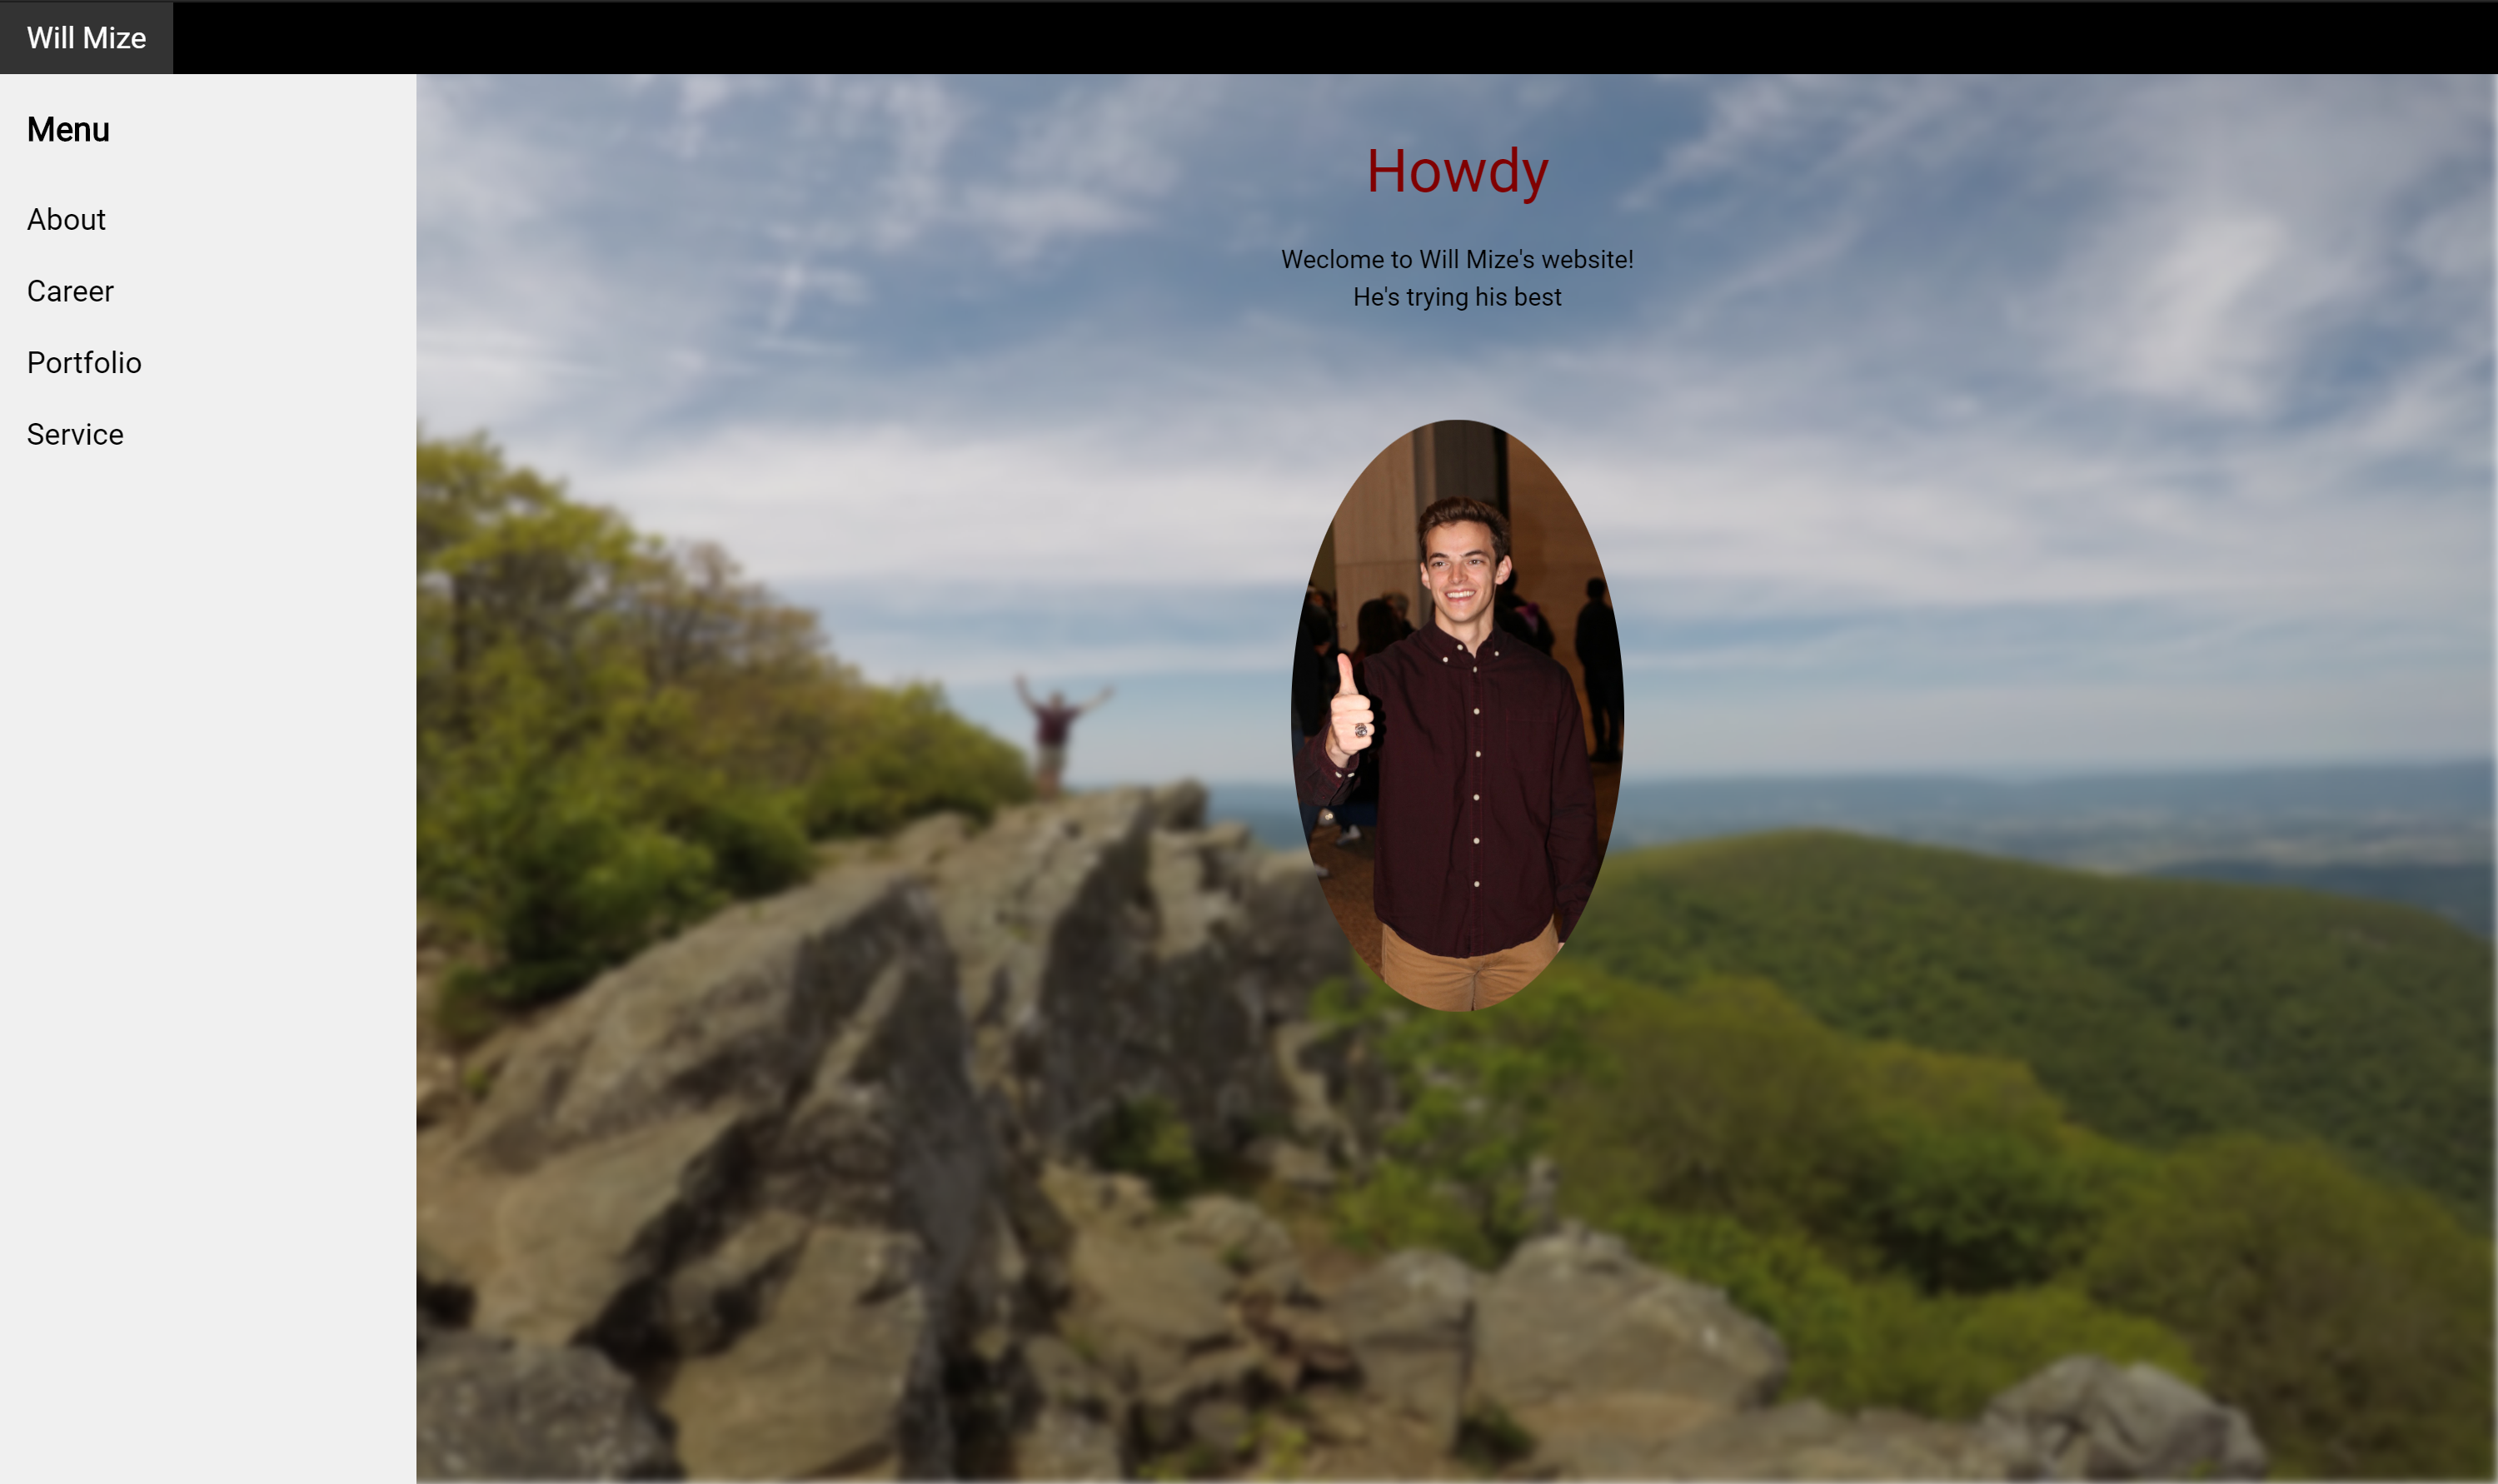 Will Mize
Menu
About
Career
Portfolio
Service
Howdy
Weclome to Will Mize's website!
He's trying his best